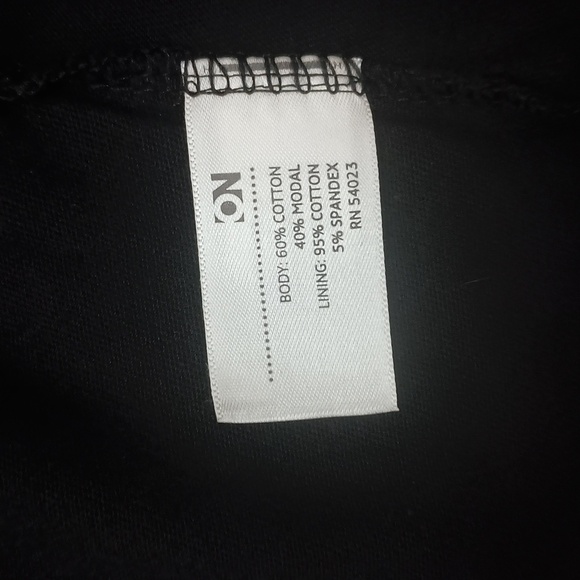 ON
BODY: 60% COTTON
40% MODAL
LINING: 95% COTTON
5% SPANDEX
RN 54023